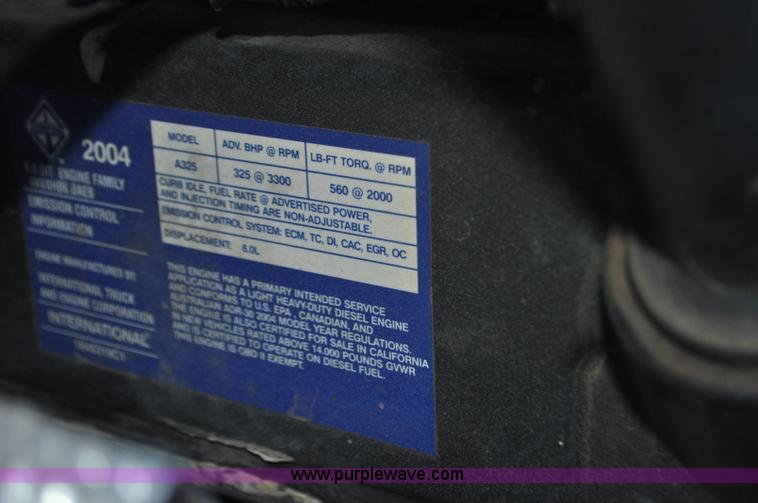 2004
ENGINE FAMILY
EMISSION CONTROL
INFORMATION
ENGINE MANUFACTURED BY:
INTERNATIONAL TRUCK
AND ENGINE CORPORATION
INTERNATIONAL
MODEL ADV. BHP @ RPM LB-FT TORQ. @ RPM
A325 325 @ 3300 560 @ 2000
CURB IDLE, FUEL RATE @ ADVERTISED POWER,
AND INJECTION TIMING ARE NON-ADJUSTABLE.
EMISSION CONTROL SYSTEM: ECM, TC, DI, CAC, EGR, OC
DISPLACEMENT: 6.0L
THIS ENGINE HAS A PRIMARY INTENDED SERVICE
APPLICATION AS A LIGHT HEAVY-DUTY DIESEL ENGINE
AND CONFORMS TO U.S. EPA, CANADIAN, AND
AUSTRALIAN ADR-30 2004 MODEL YEAR REGULATIONS.
THE ENGINE IS ALSO CERTIFIED FOR SALE IN CALIFORNIA
IN NEW VEHICLES RATED ABOVE 14,000 POUNDS GVWR
AND IS CERTIFIED TO OPERATE ON DIESEL FUEL.
THIS ENGINE IS OBD II EXEMPT.
www.purplewave.com